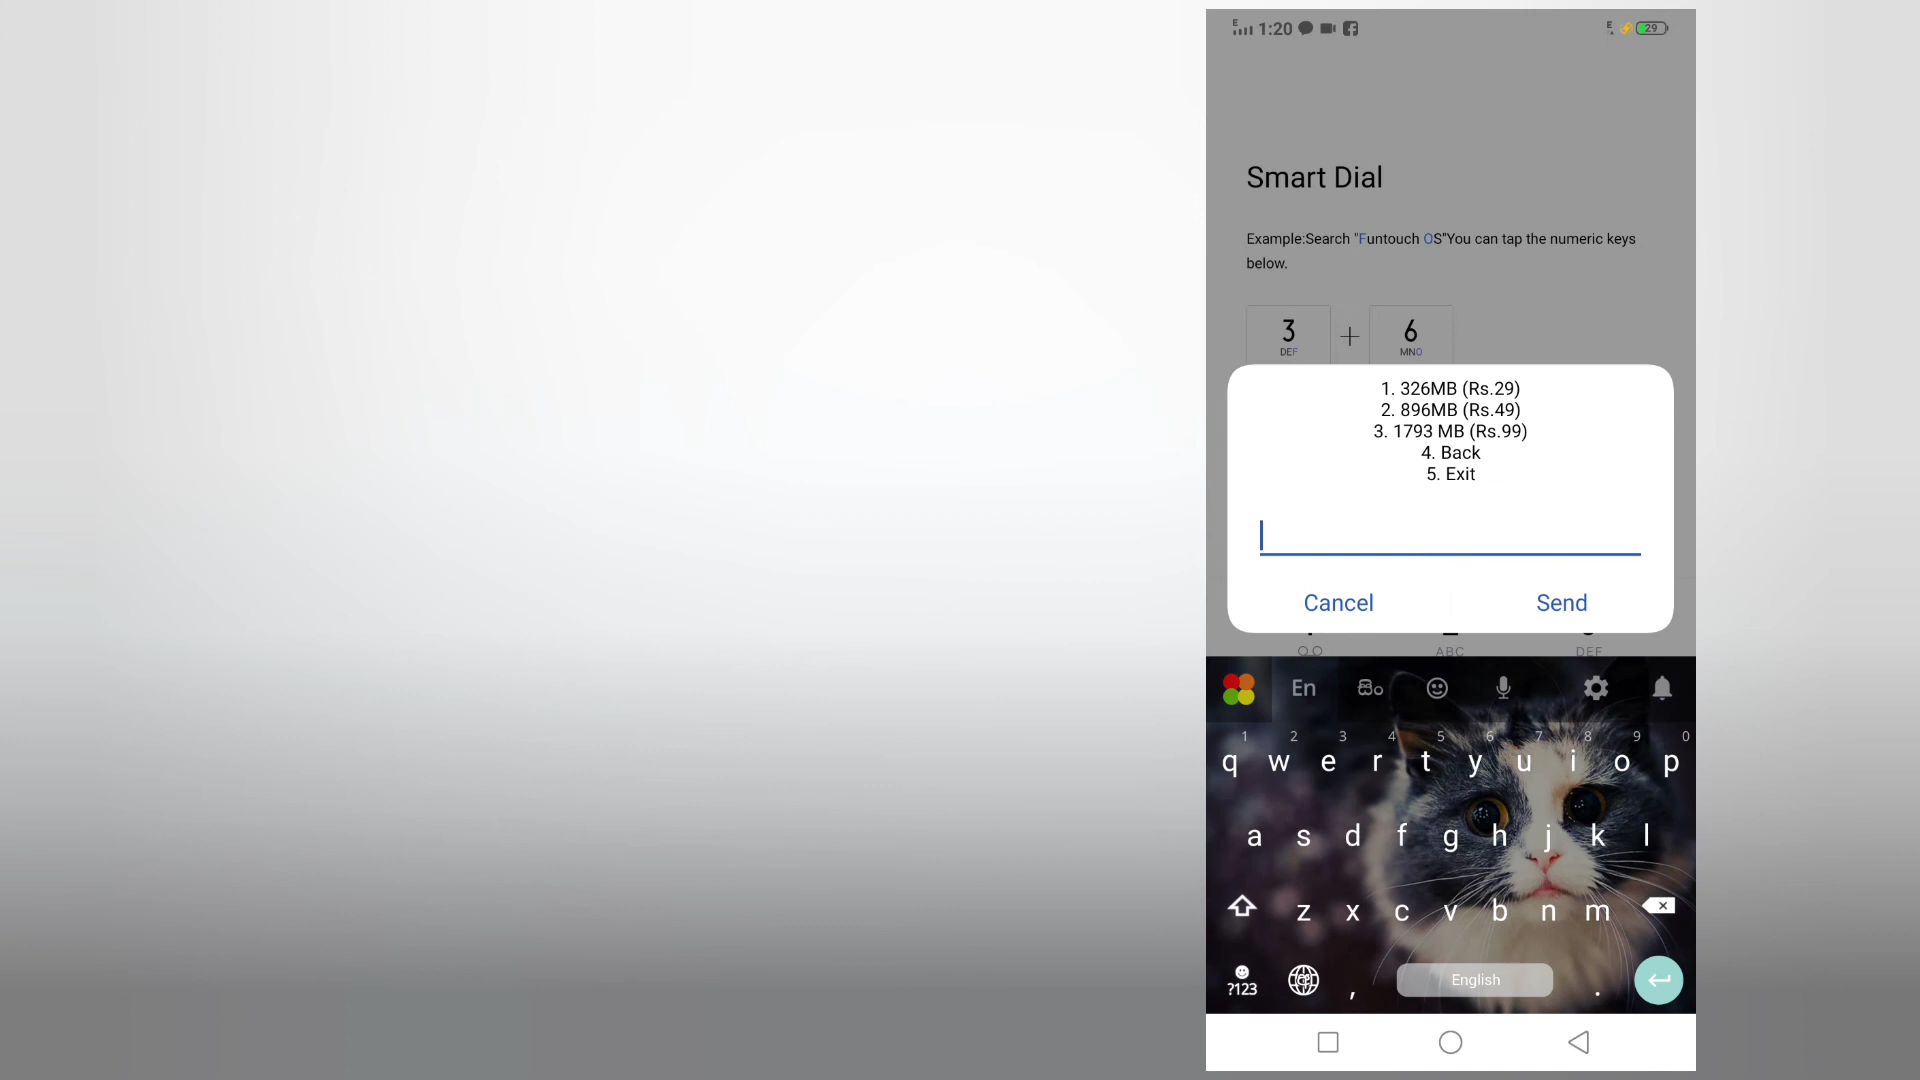 E 1:20 E 29
Smart Dial
Example:Search "Funtouch OS"You can tap the numeric keys
below.
3 + 6
DEF MNO
1. 326MB (Rs.29)
2. 896MB (Rs.49)
3. 1793 MB (Rs.99)
4. Back
5. Exit
Cancel Send
ABC DEF
En සිං
1 2 3 4 5 6 7 8 9 0
q w e r t y u i o p
a s d f g h j k l
z x c v b n m
?123 , English .